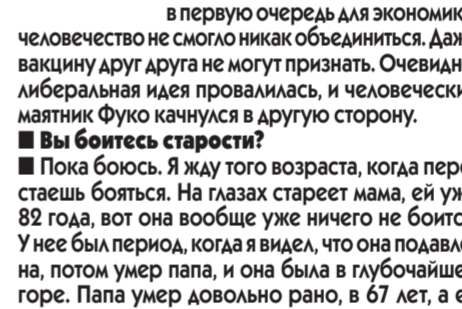 в первую очередь для экономик
человечество не смогло никак объединиться. Даж
вакцину друг друга не могут признать. Очевидн
либеральная идея провалилась, и человечески
маятник Фуко качнулся в другую сторону.
■ Вы боитесь старости?
■ Пока боюсь. Я жду того возраста, когда пере
стаешь бояться. На глазах стареет мама, ей уж
82 года, вот она вообще уже ничего не боитс
У нее был период, когда я видел, что она подавл
на, потом умер папа, и она была в глубочайше
горе. Папа умер довольно рано, в 67 лет, а е